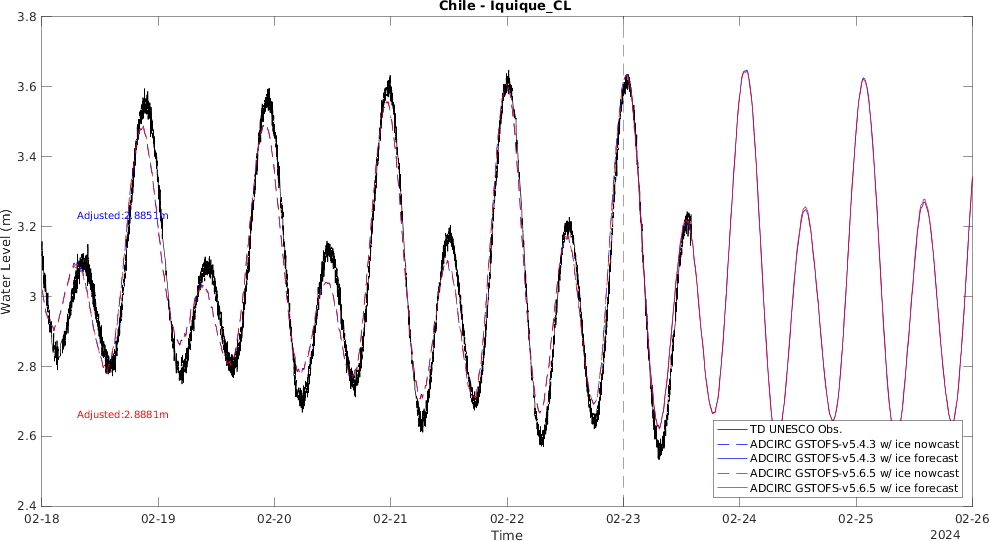 Chile - Iquique_CL
3.8
3.6
3.4
3.2
3
2.8
2.6
2.4
Water Level (m)
Adjusted:2.8851m
Adjusted:2.8881m
TD UNESCO Obs.
ADCIRC GSTOFS-v5.4.3 w/ ice nowcast
ADCIRC GSTOFS-v5.4.3 w/ ice forecast
ADCIRC GSTOFS-v5.6.5 w/ ice nowcast
ADCIRC GSTOFS-v5.6.5 w/ ice forecast
02-18 02-19 02-20 02-21 02-22 02-23 02-24 02-25 02-26
Time
2024